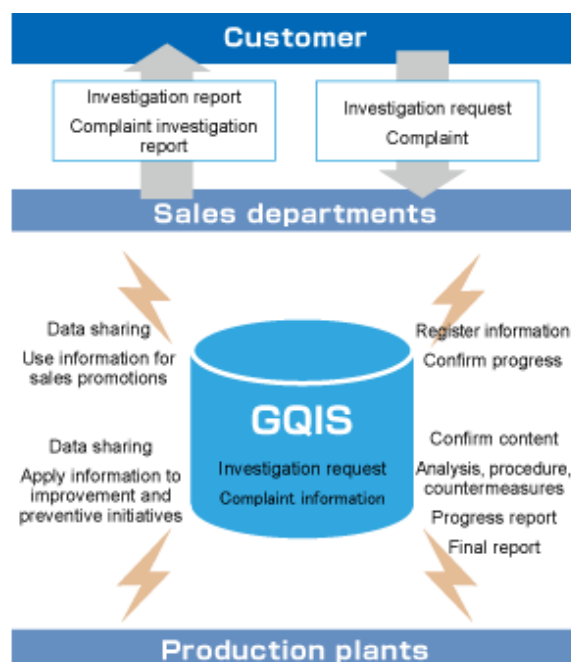 Customer
Investigation report
Complaint investigation
report
Investigation request
Complaint
Sales departments
Data sharing
Use information for
sales promotions
Register information
Confirm progress
GQIS
Investigation request
Complaint information
Data sharing
Apply information to
improvement and
preventive initiatives
Confirm content
Analysis, procedure,
countermeasures
Progress report
Final report
Production plants